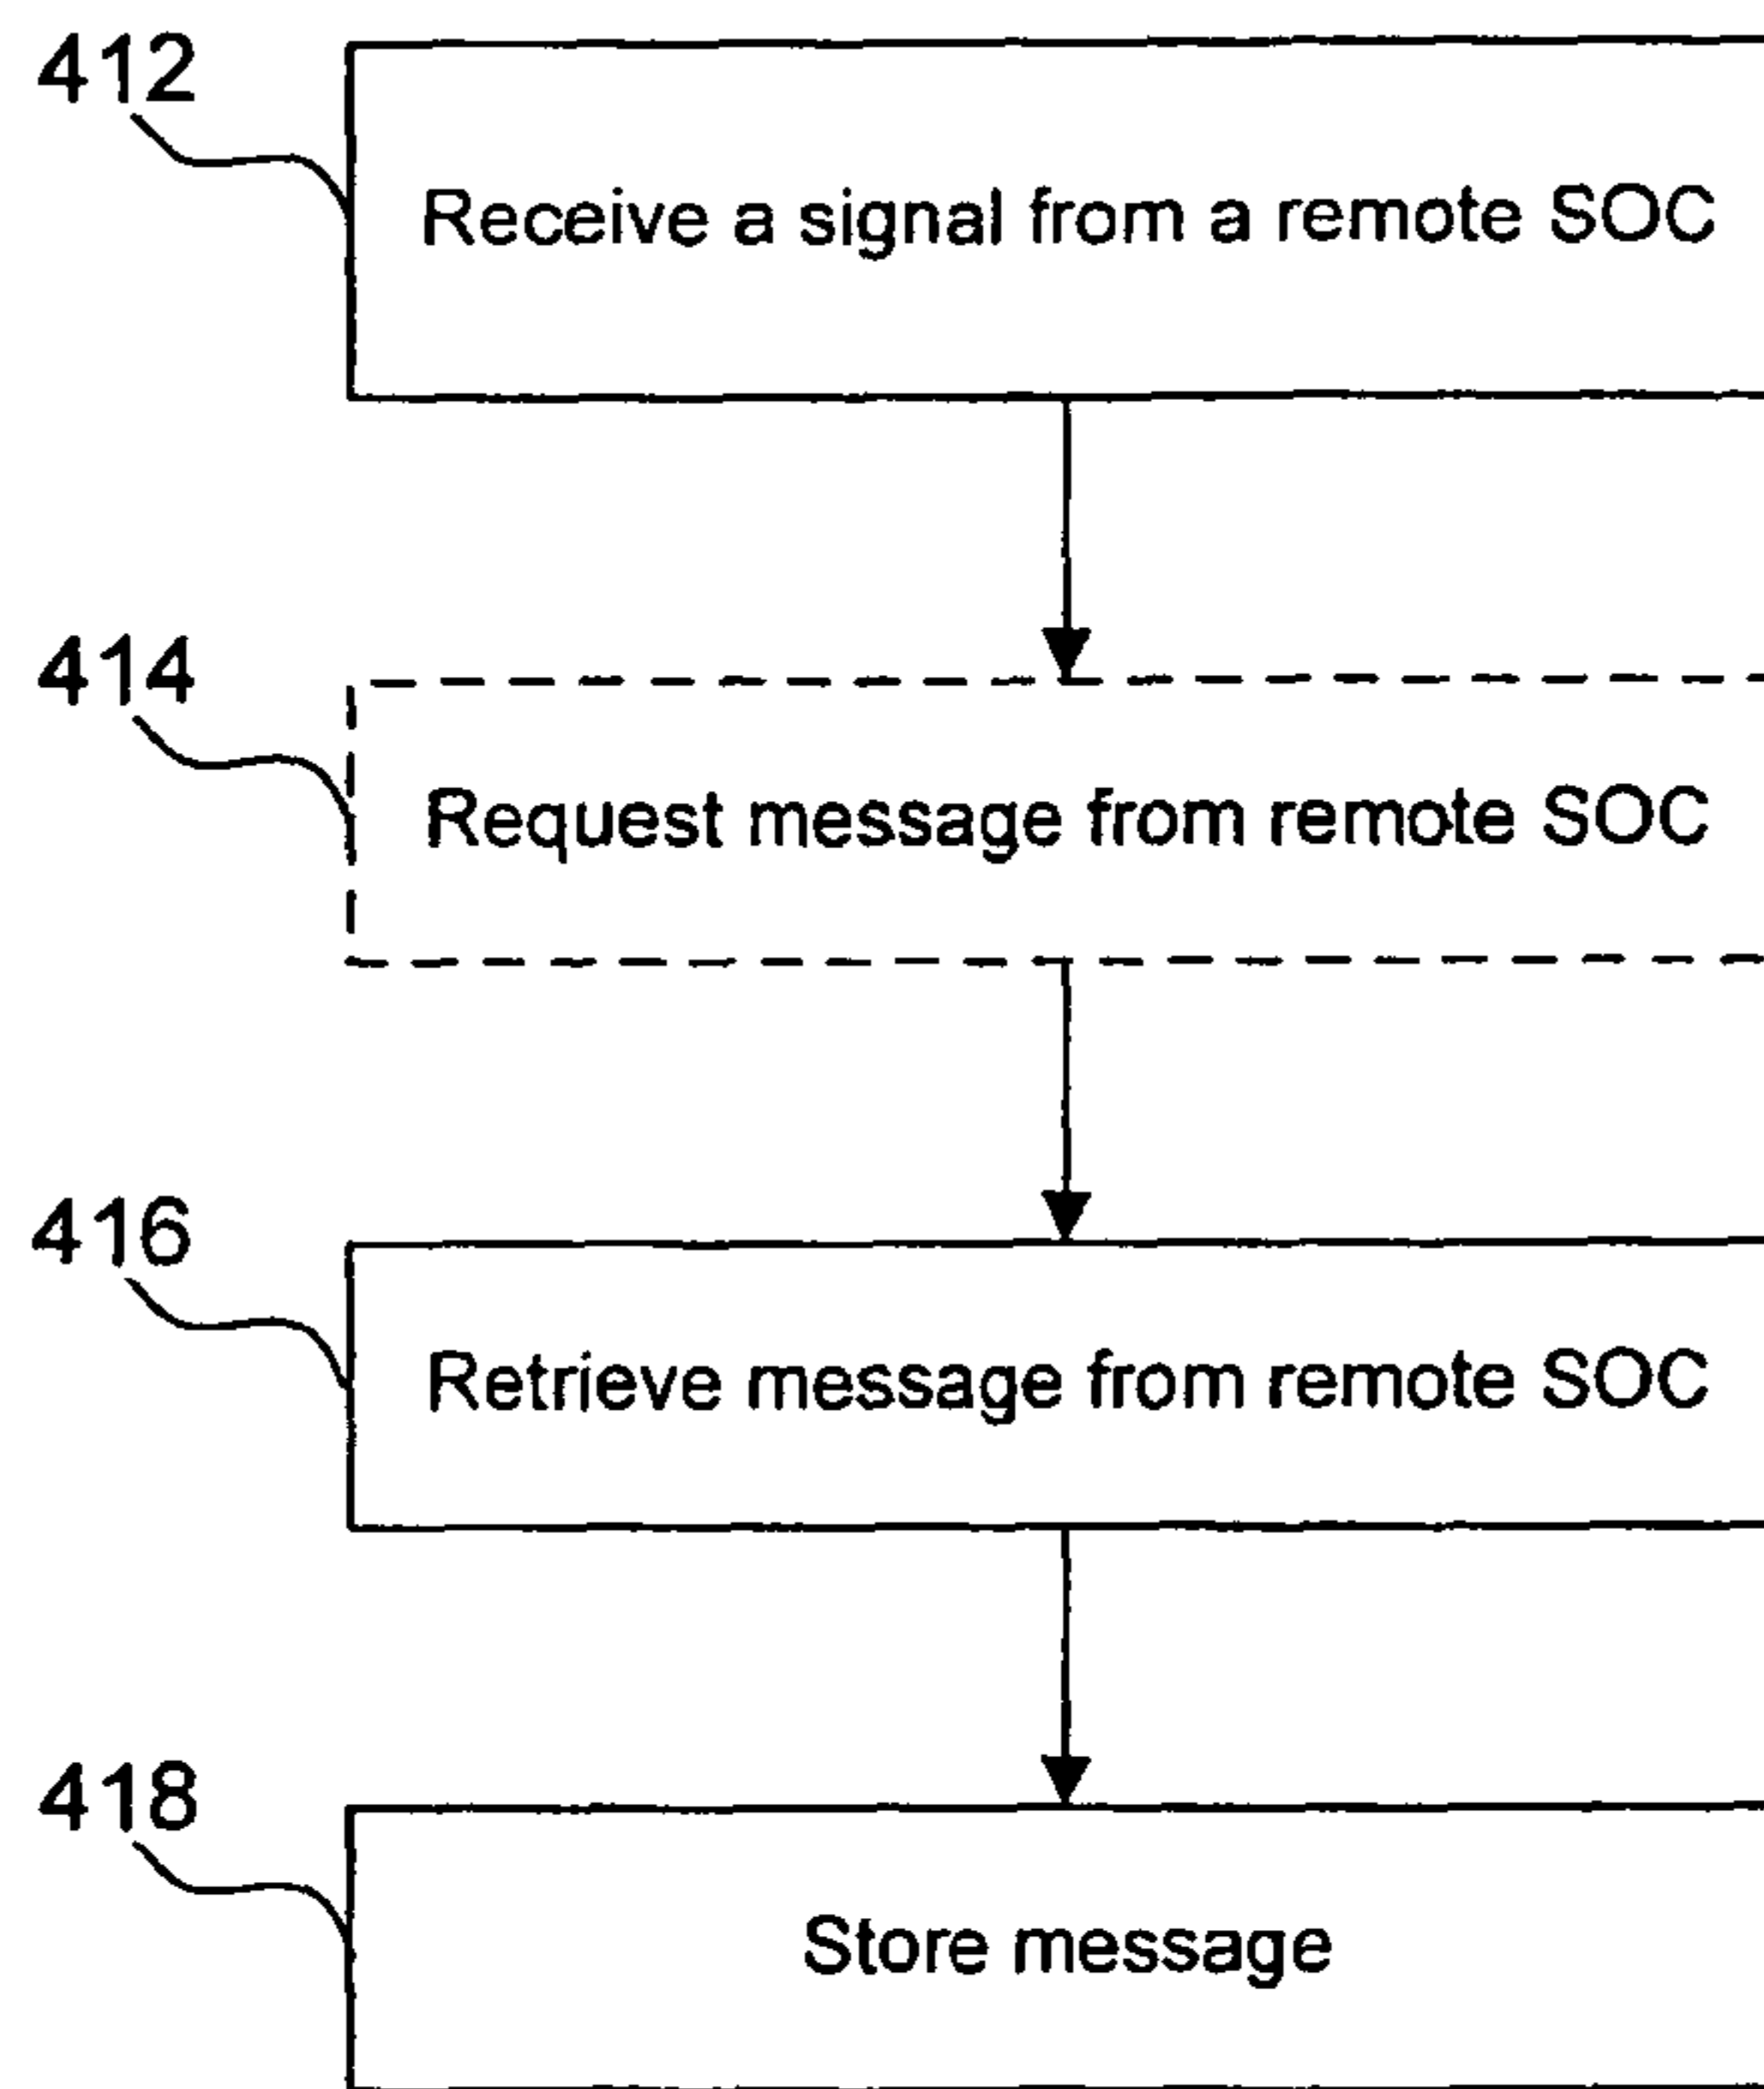 412
Receive a signal from a remote SOC
414
Request message from remote SOC
416
Retrieve message from remote SOC
418
Store message